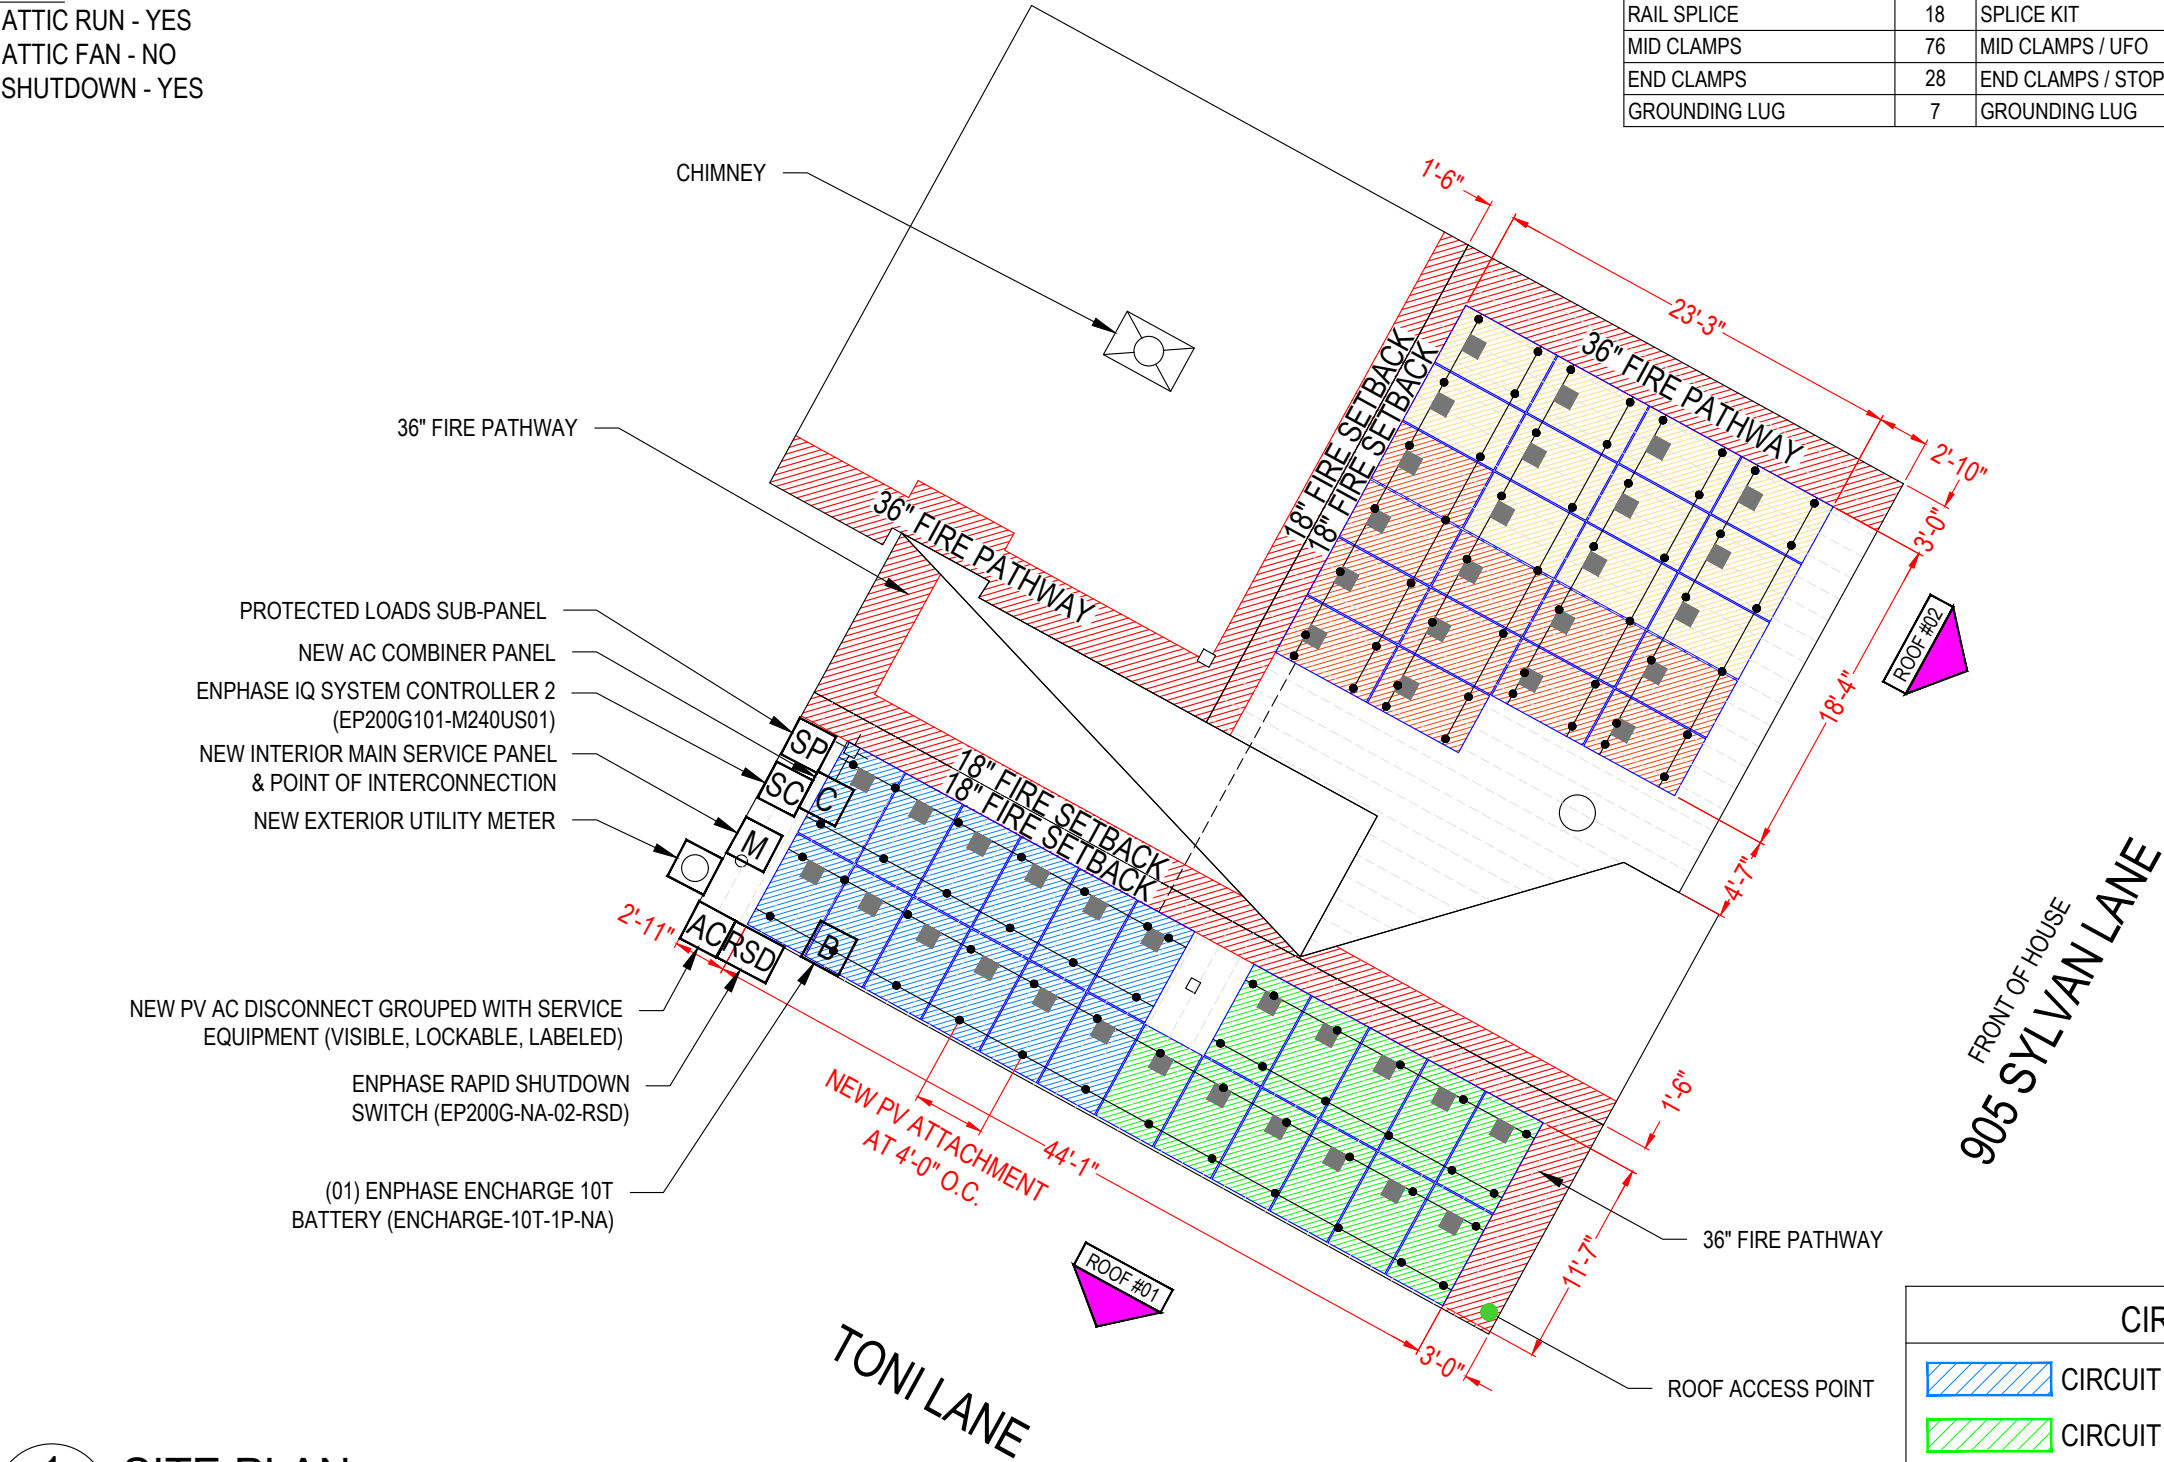 ATTIC RUN - YES
ATTIC FAN - NO
SHUTDOWN - YES
RAIL SPLICE 18 SPLICE KIT
MID CLAMPS 76 MID CLAMPS / UFO
END CLAMPS 28 END CLAMPS / STOP
GROUNDING LUG 7 GROUNDING LUG
CHIMNEY
1'-6"
23'-3"
36" FIRE PATHWAY
2'-10"
3'-0"
18" FIRE SETBACK
18" FIRE SETBACK
36" FIRE PATHWAY
36" FIRE PATHWAY
ROOF #02
18'-4"
4'-7"
PROTECTED LOADS SUB-PANEL
NEW AC COMBINER PANEL
ENPHASE IQ SYSTEM CONTROLLER 2
(EP200G101-M240US01)
NEW INTERIOR MAIN SERVICE PANEL
& POINT OF INTERCONNECTION
NEW EXTERIOR UTILITY METER
SP
SC
C
M
AC
RSD
B
18" FIRE SETBACK
18" FIRE SETBACK
2'-11"
NEW PV AC DISCONNECT GROUPED WITH SERVICE
EQUIPMENT (VISIBLE, LOCKABLE, LABELED)
ENPHASE RAPID SHUTDOWN
SWITCH (EP200G-NA-02-RSD)
(01) ENPHASE ENCHARGE 10T
BATTERY (ENCHARGE-10T-1P-NA)
NEW PV ATTACHMENT
AT 4'-0" O.C.
44'-1"
FRONT OF HOUSE
905 SYLVAN LANE
1'-6"
11'-7"
36" FIRE PATHWAY
ROOF #01
3'-0"
ROOF ACCESS POINT
TONI LANE
CIR
CIRCUIT
CIRCUIT